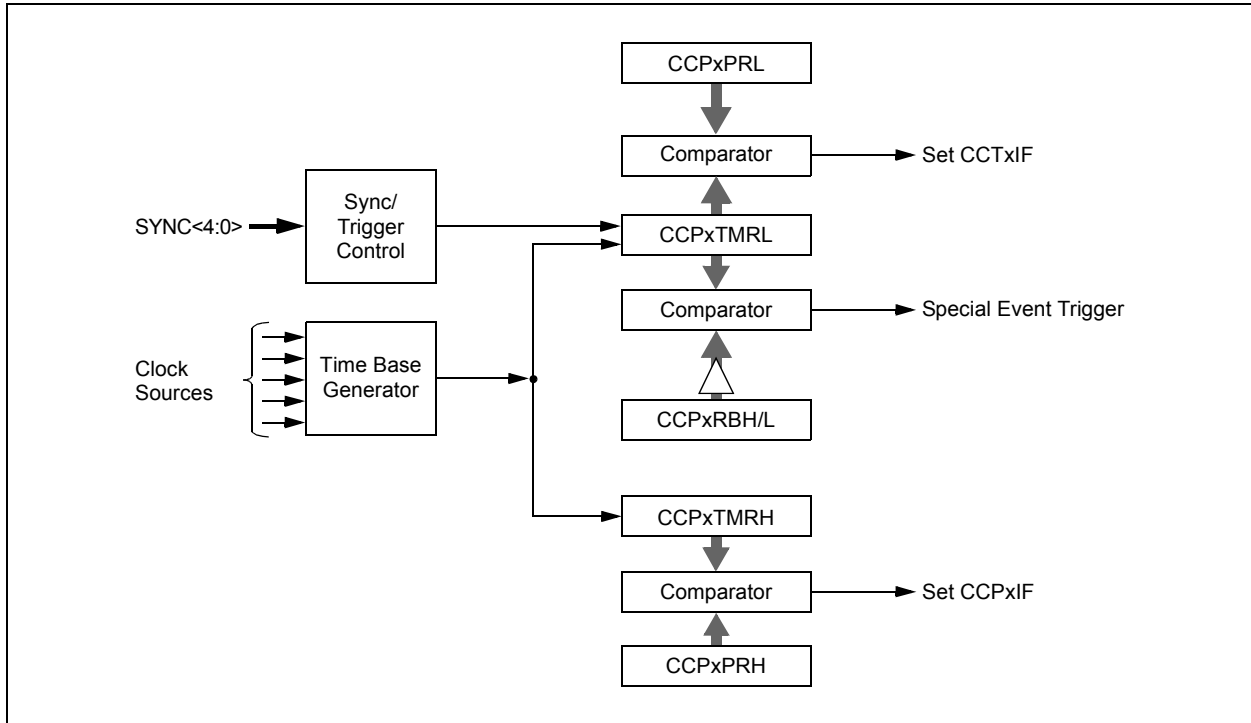 CCPxPRL
Comparator
Set CCTxIF
Sync/
Trigger
Control
SYNC<4:0>
CCPxTMRL
Comparator
Special Event Trigger
Clock
Sources
Time Base
Generator
CCPxRBH/L
CCPxTMRH
Comparator
Set CCPxIF
CCPxPRH